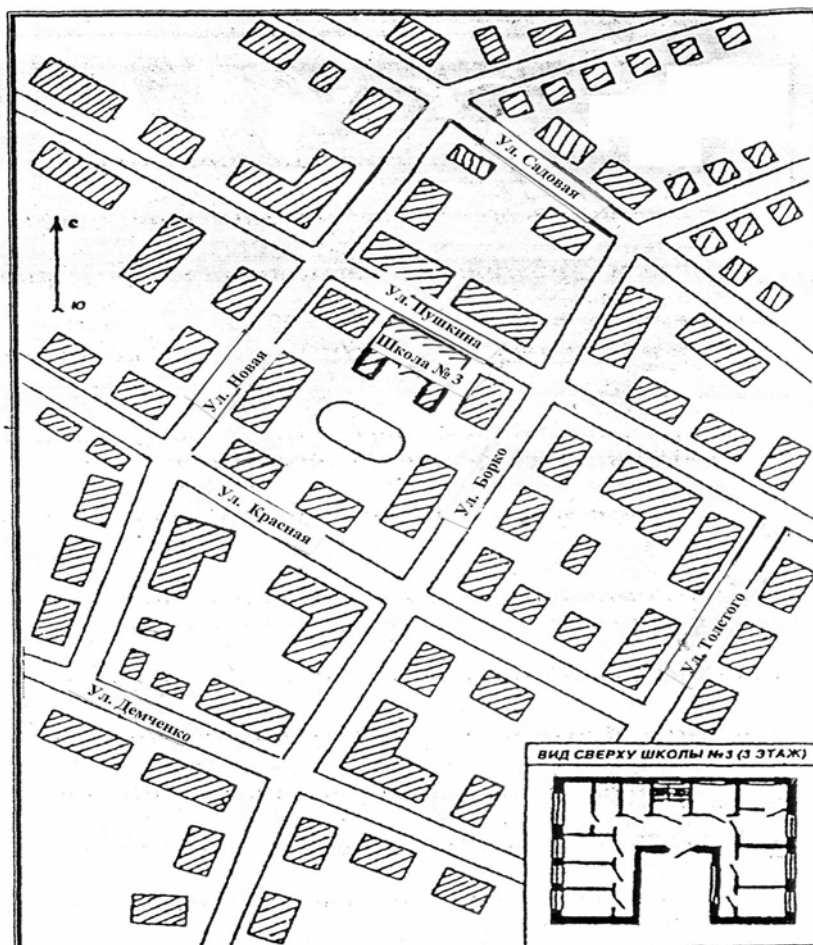 Ул. Садовая
с
ю
Ул. Пушкина
Школа № 3
Ул. Новая
Ул. Борко
Ул. Красная
Ул. Толстого
Ул. Демченко
ВИД СВЕРХУ ШКОЛЫ №3 (3 ЭТАЖ)